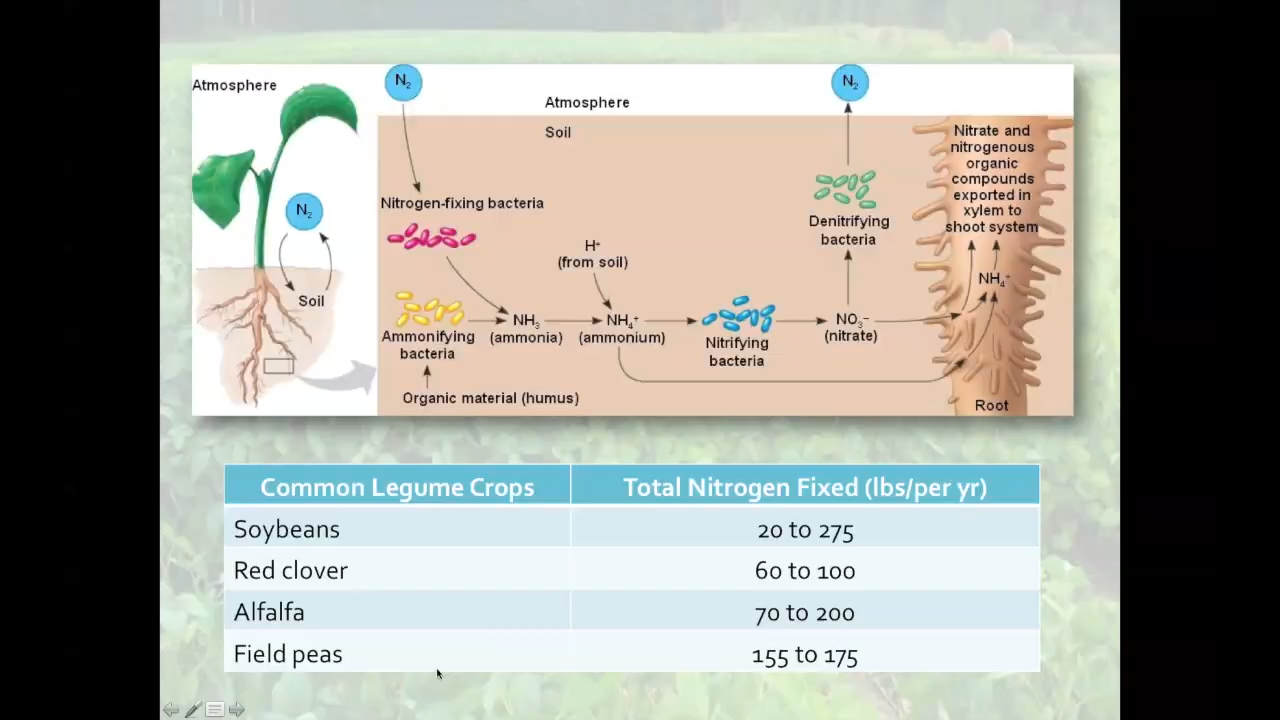 Atmosphere
N₂
Soil
N₂
Atmosphere
Soil
Nitrogen-fixing bacteria
H⁺
(from soil)
Ammonifying
bacteria
Organic material (humus)
NH₃
(ammonia)
NH₄⁺
(ammonium)
Nitrifying
bacteria
NO₃⁻
(nitrate)
Denitrifying
bacteria
N₂
Nitrate and
nitrogenous
organic
compounds
exported in
xylem to
shoot system
NH₄⁺
Root
Common Legume Crops Total Nitrogen Fixed (lbs/per yr)
Soybeans 20 to 275
Red clover 60 to 100
Alfalfa 70 to 200
Field peas 155 to 175